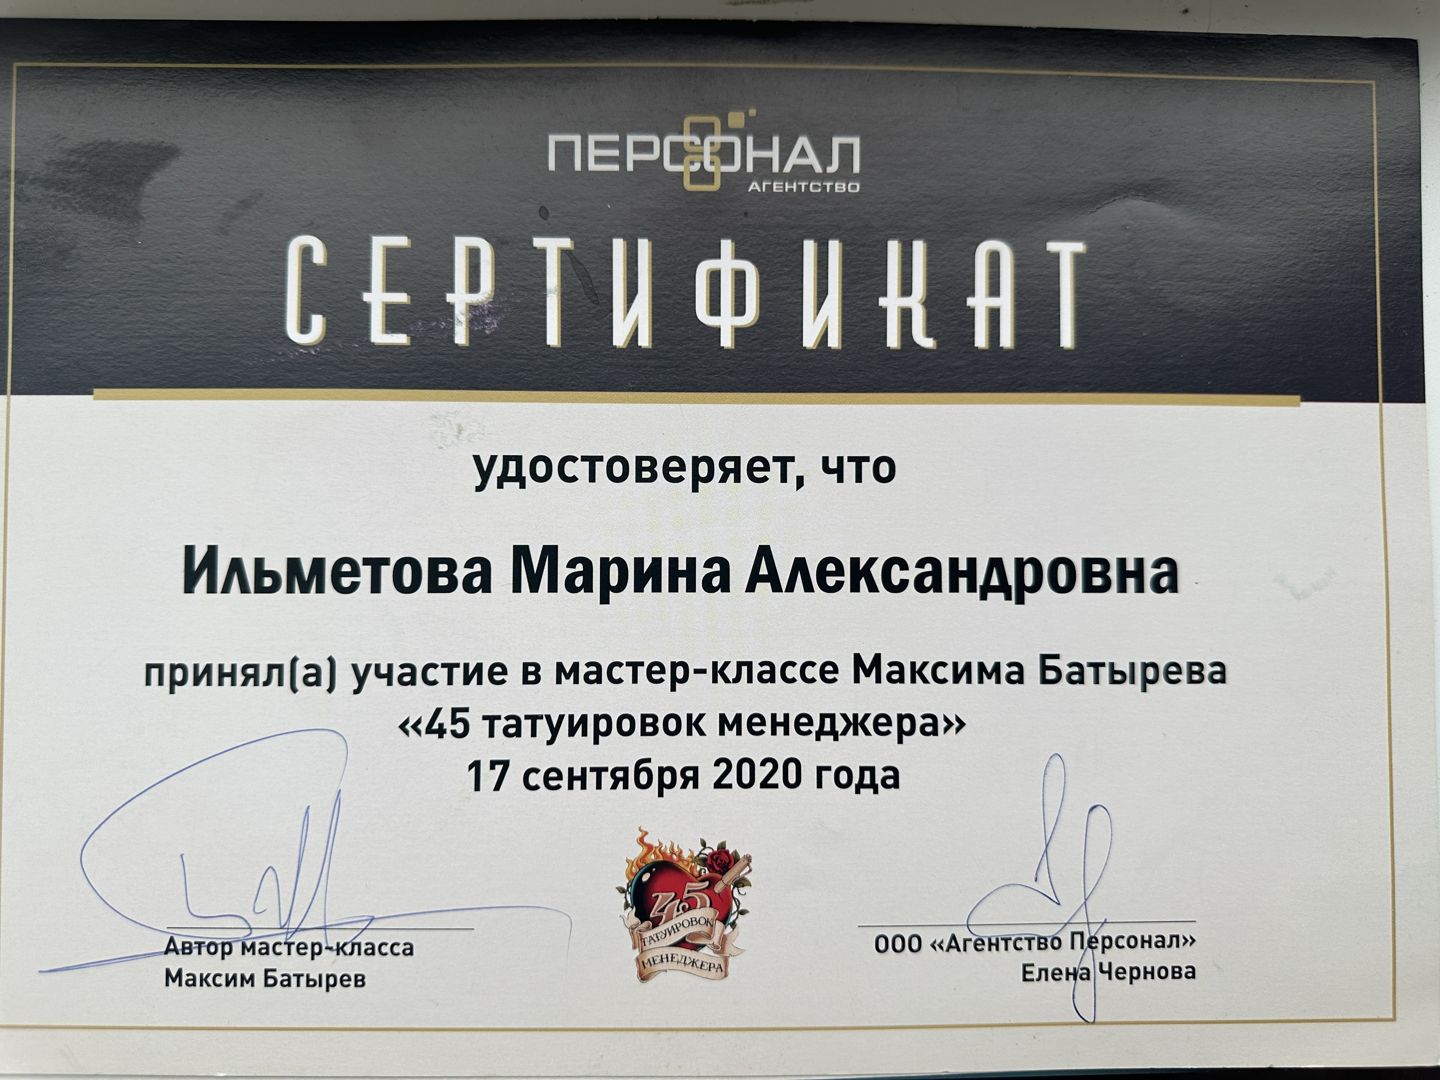 ПЕРСОНАЛ
АГЕНТСТВО
СЕРТИФИКАТ
удостоверяет, что
Ильметова Марина Александровна
принял(а) участие в мастер-классе Максима Батырева
«45 татуировок менеджера»
17 сентября 2020 года
45
ТАТУИРОВОК
МЕНЕДЖЕРА
Автор мастер-класса
Максим Батырев
ООО «Агентство Персонал»
Елена Чернова